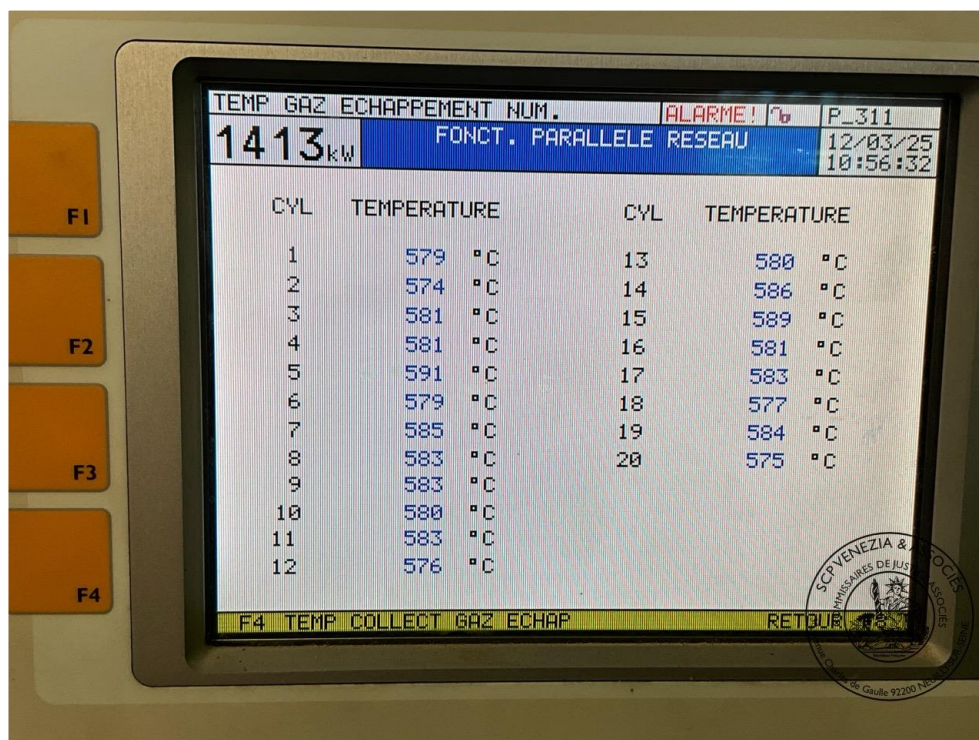 TEMP GAZ ECHAPPEMENT NUM. ALARME! P_311
1413kW FONCT. PARALLELE RESEAU 12/03/25
10:56:32
CYL TEMPERATURE CYL TEMPERATURE
1 579 °C 13 580 °C
2 574 °C 14 586 °C
3 581 °C 15 589 °C
4 581 °C 16 581 °C
5 591 °C 17 583 °C
6 579 °C 18 577 °C
7 585 °C 19 584 °C
8 583 °C 20 575 °C
9 583 °C
10 580 °C
11 583 °C
12 576 °C
F4 TEMP COLLECT GAZ ECHAP RETOUR
F1
F2
F3
F4
SCP VENEZIA & ASSOCIÉS
de Gaulle 92200